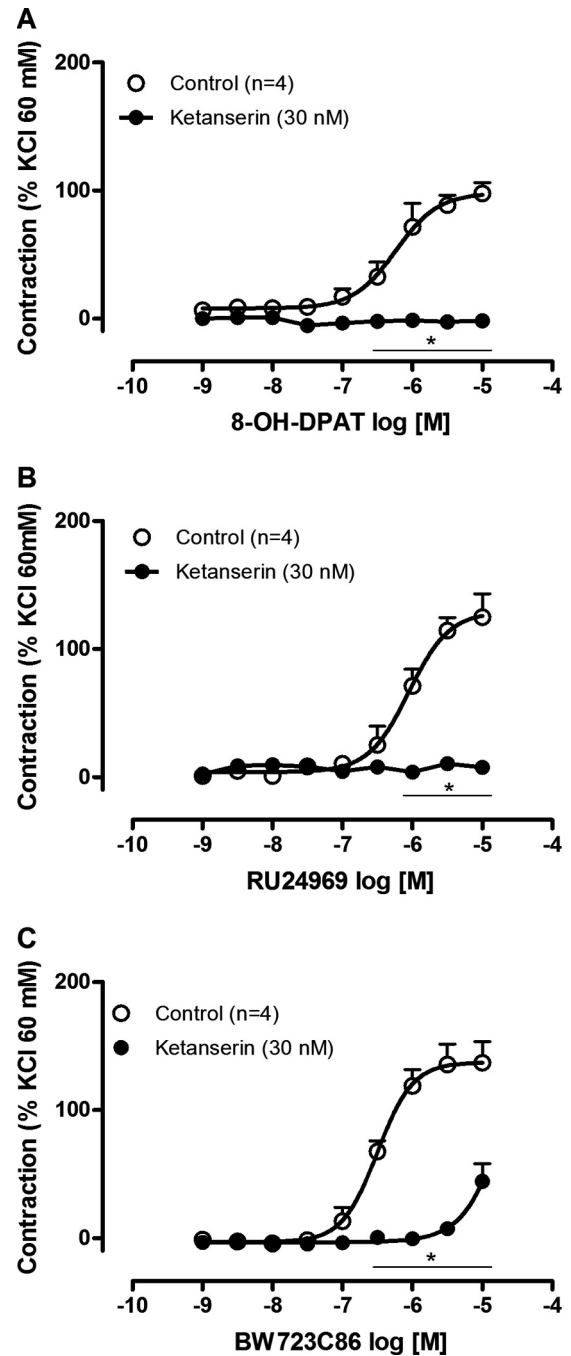 A
Contraction (% KCl 60 mM)
200
100
0
Control (n=4)
Ketanserin (30 nM)
*
-10 -9 -8 -7 -6 -5 -4
8-OH-DPAT log [M]
B
Contraction (% KCl 60mM)
200
100
0
Control (n=4)
Ketanserin (30 nM)
*
-10 -9 -8 -7 -6 -5 -4
RU24969 log [M]
C
Contraction (% KCl 60 mM)
200
100
0
Control (n=4)
Ketanserin (30 nM)
*
-10 -9 -8 -7 -6 -5 -4
BW723C86 log [M]